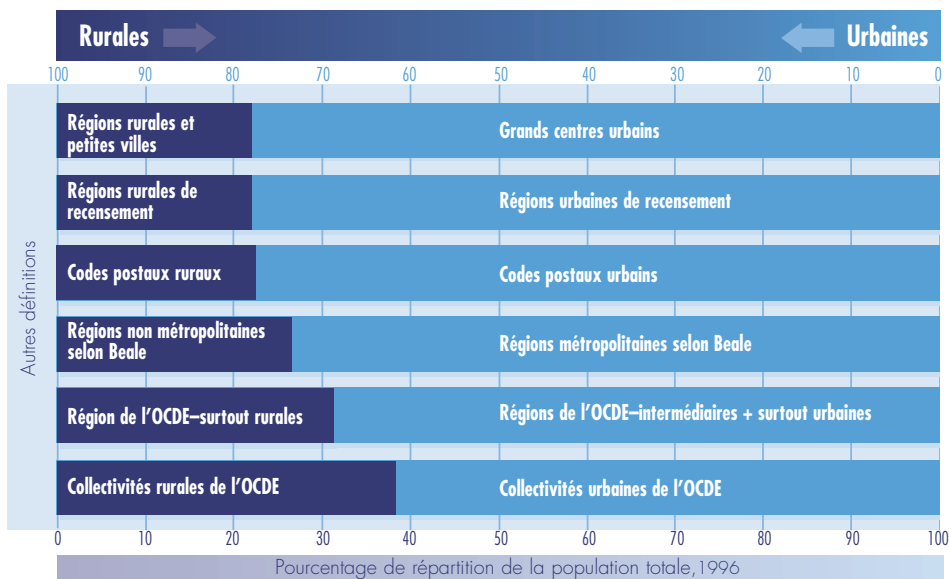 Rurales
Urbaines
100 90 80 70 60 50 40 30 20 10 0
Autres définitions
Régions rurales et
petites villes
Grands centres urbains
Régions rurales de
recensement
Régions urbaines de recensement
Codes postaux ruraux
Codes postaux urbains
Régions non métropolitaines
selon Beale
Régions métropolitaines selon Beale
Région de l'OCDE–surtout rurales
Régions de l'OCDE–intermédiaires + surtout urbaines
Collectivités rurales de l'OCDE
Collectivités urbaines de l'OCDE
0 10 20 30 40 50 60 70 80 90 100
Pourcentage de répartition de la population totale,1996